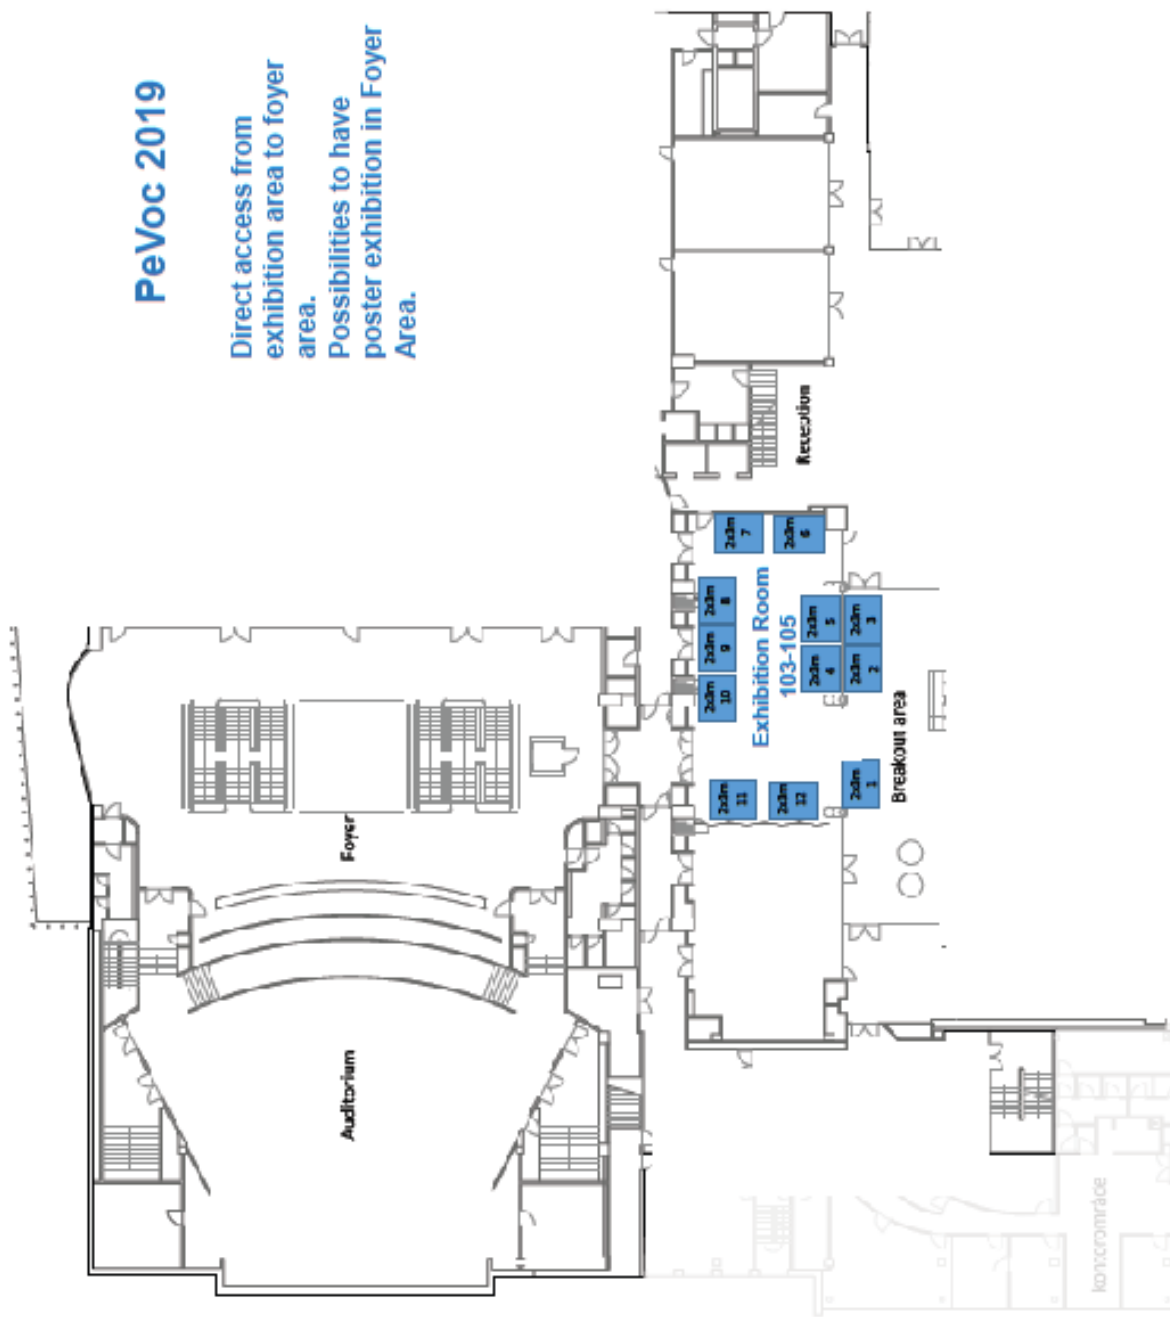 PeVoc 2019
Direct access from
exhibition area to foyer
area.
Possibilities to have
poster exhibition in Foyer
Area.
Reception
2x3m
7
2x3m
6
2x3m
8
2x3m
9
2x3m
10
Exhibition Room
103-105
2x3m
5
2x3m
4
2x3m
3
2x3m
2
2x3m
11
2x3m
12
2x3m
1
Breakout area
Foyer
Auditorium